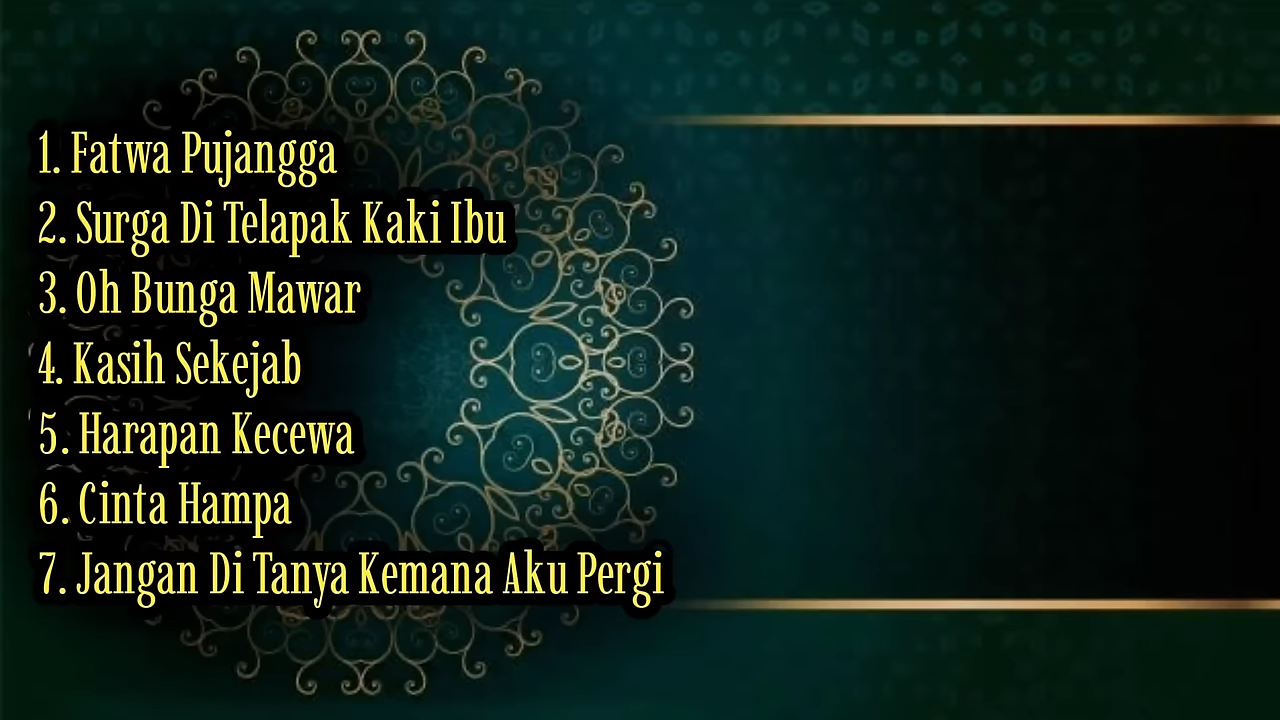 1. Fatwa Pujangga
2. Surga Di Telapak Kaki Ibu
3. Oh Bunga Mawar
4. Kasih Sekejab
5. Harapan Kecewa
6. Cinta Hampa
7. Jangan Di Tanya Kemana Aku Pergi